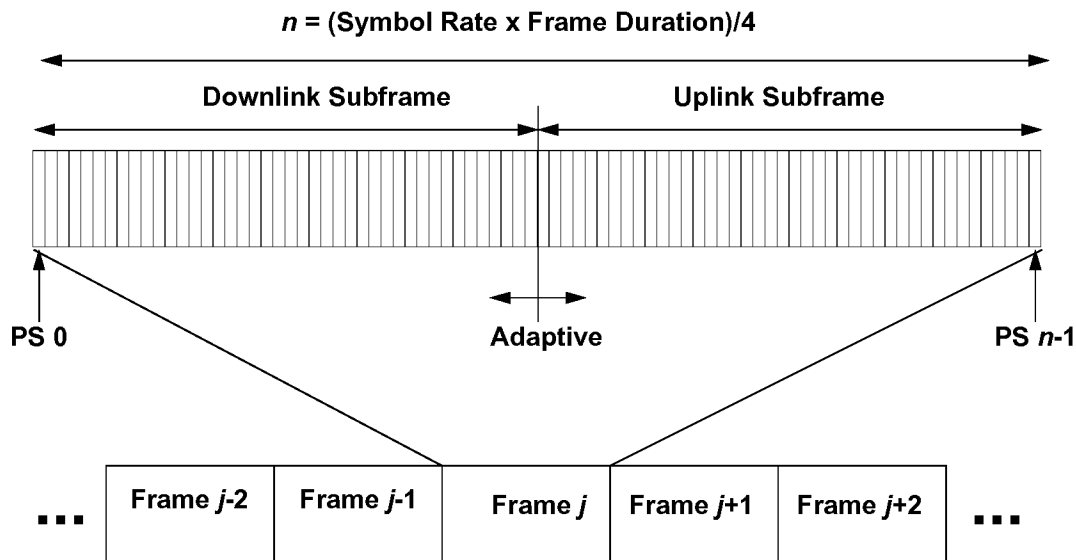 n = (Symbol Rate x Frame Duration)/4
Downlink Subframe
Uplink Subframe
PS 0
Adaptive
PS n-1
... Frame j-2 Frame j-1 Frame j Frame j+1 Frame j+2 ...